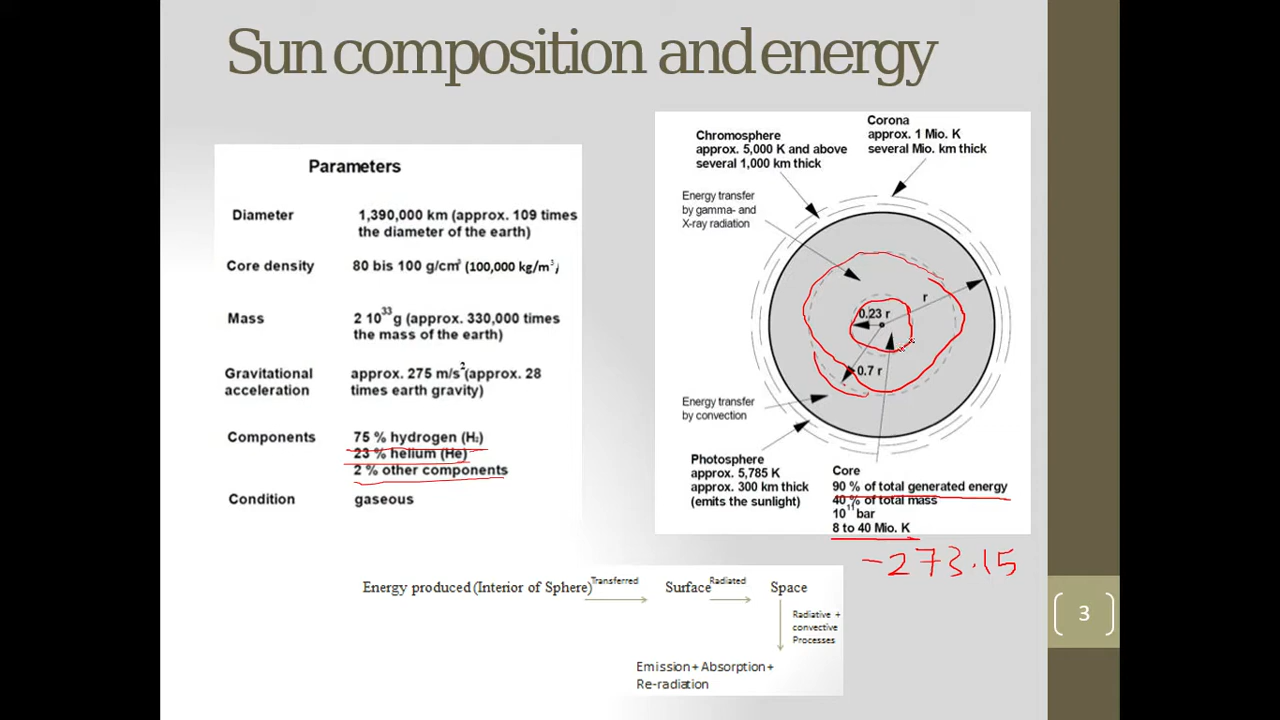 Sun composition and energy
Parameters
Diameter
1,390,000 km (approx. 109 times
the diameter of the earth)
Core density
80 bis 100 g/cm³ (100,000 kg/m³)
Mass
2 10³³ g (approx. 330,000 times
the mass of the earth)
Gravitational
acceleration
approx. 275 m/s² (approx. 28
times earth gravity)
Components
75 % hydrogen (H₂)
23 % helium (He)
2 % other components
Condition
gaseous
Corona
approx. 1 Mio. K
several Mio. km thick
Chromosphere
approx. 5,000 K and above
several 1,000 km thick
Energy transfer
by gamma- and
X-ray radiation
r
0.23 r
0.7 r
Energy transfer
by convection
Photosphere
approx. 5,785 K
approx. 300 km thick
(emits the sunlight)
Core
90 % of total generated energy
40 % of total mass
10¹¹ bar
8 to 40 Mio. K
-273.15
Energy produced (Interior of Sphere)
Transferred
Surface
Radiated
Space
Radiative +
convective
Processes
Emission + Absorption +
Re-radiation
3